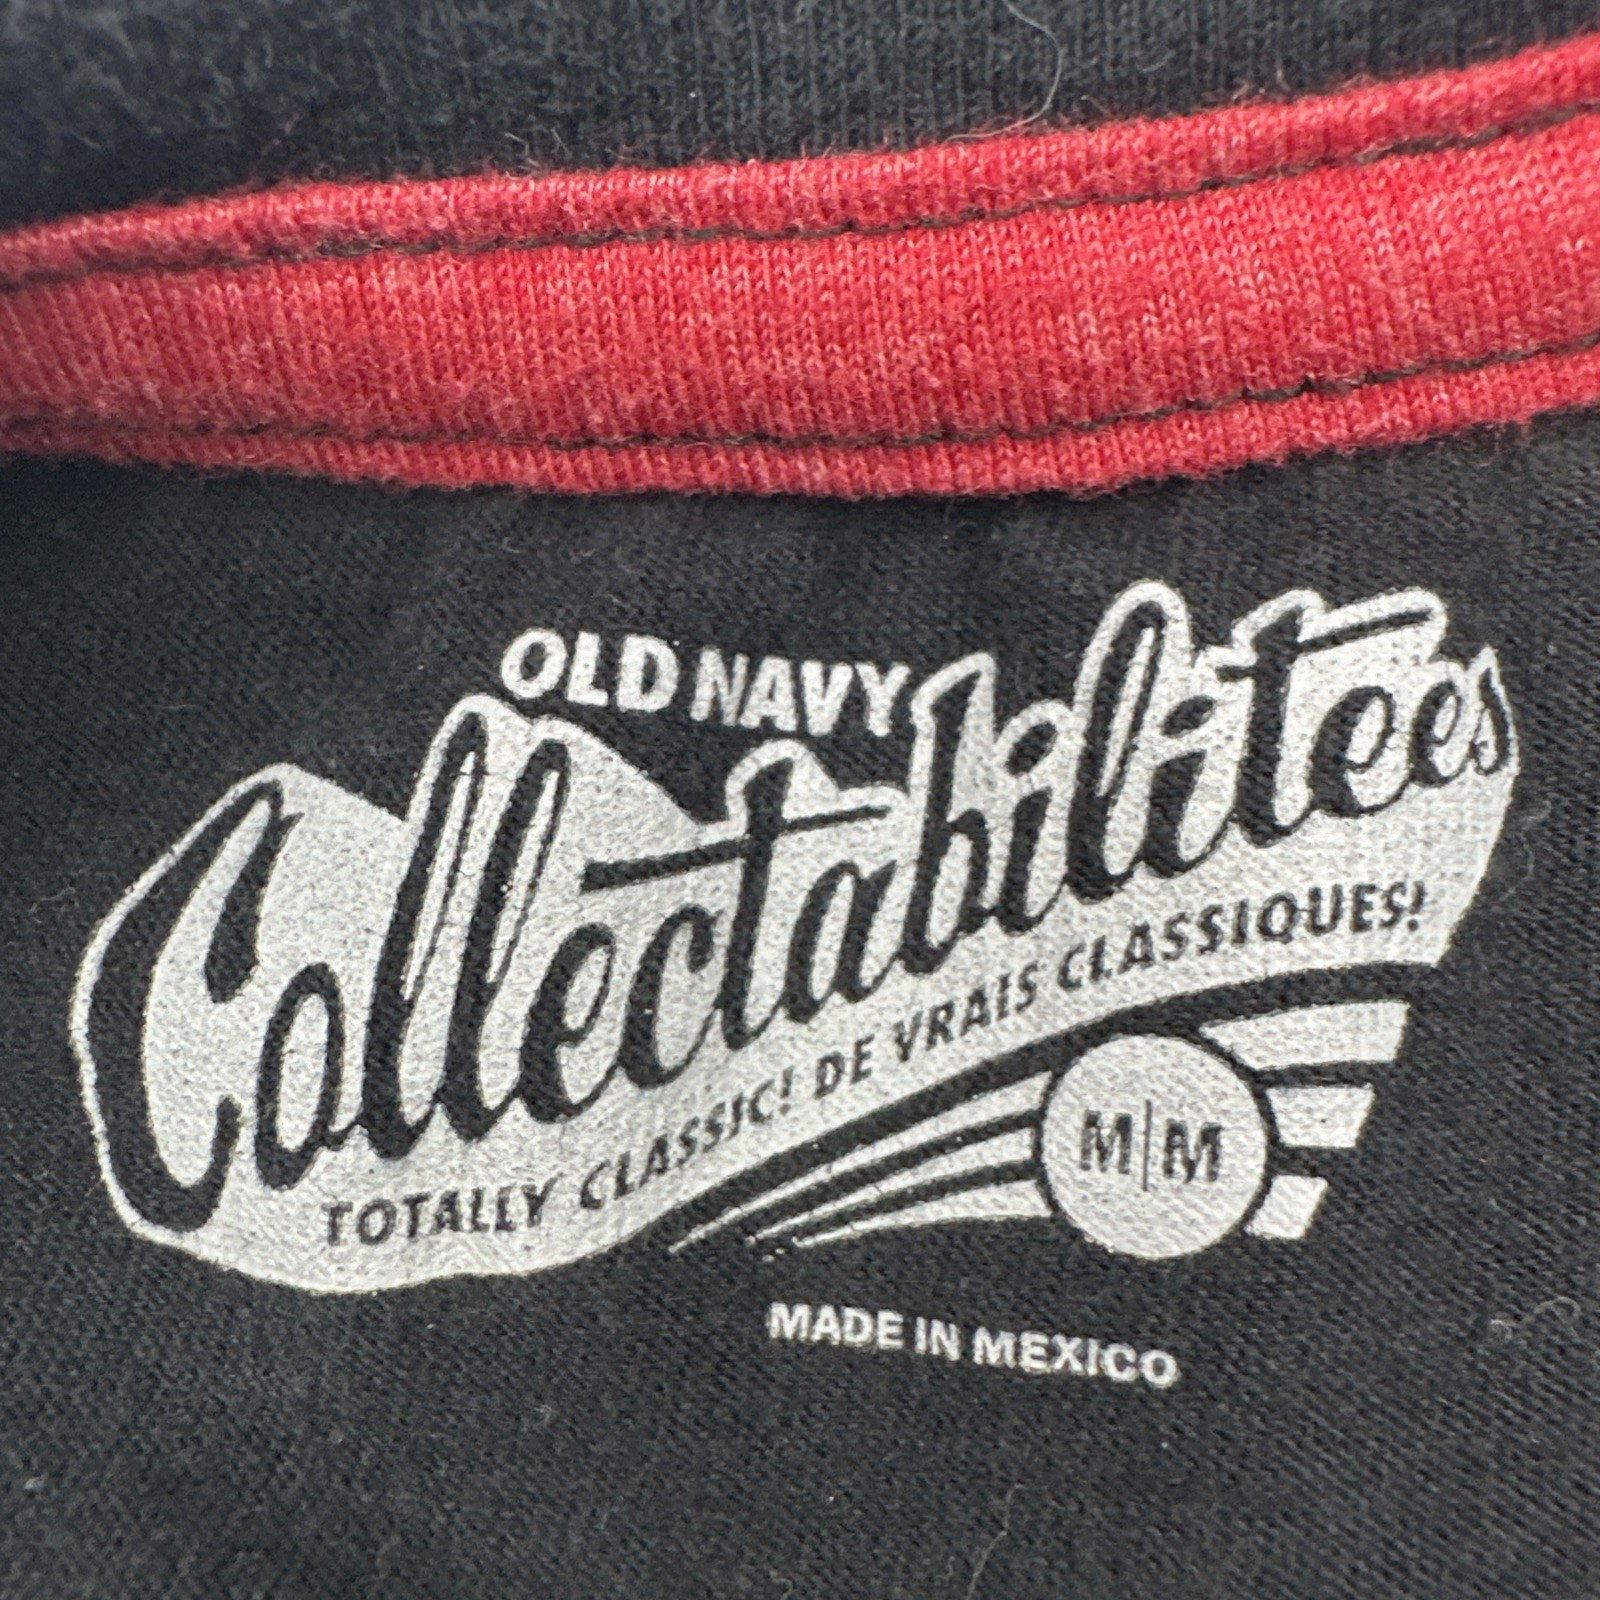 OLD NAVY
Collectabilitees
TOTALLY CLASSIC! DE VRAIS CLASSIQUES!
M|M
MADE IN MEXICO